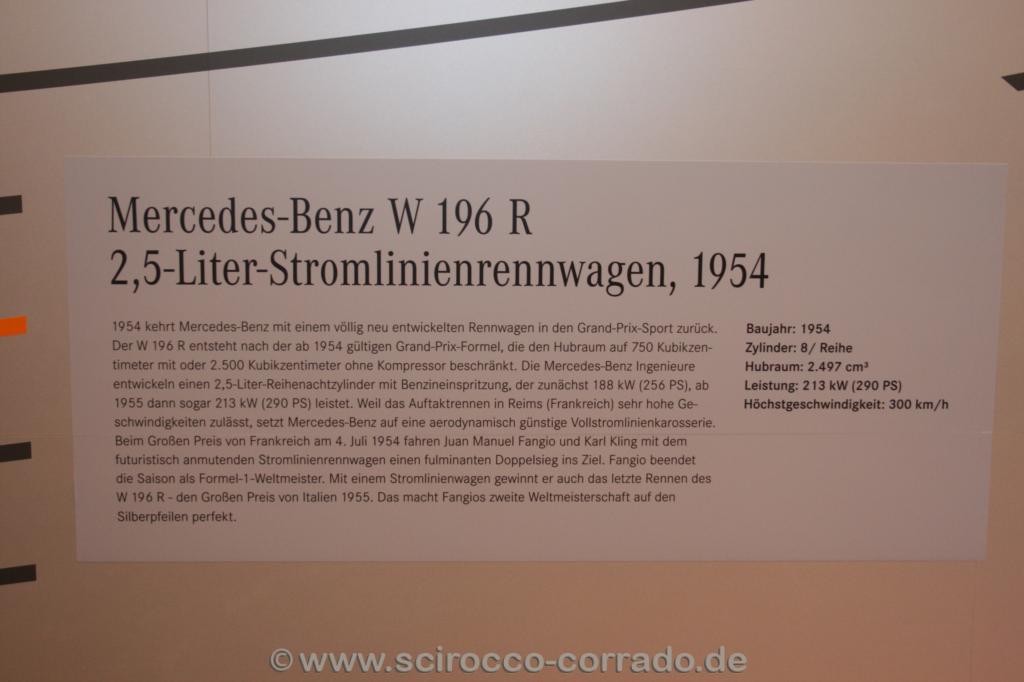 Mercedes-Benz W 196 R
2,5-Liter-Stromlinienrennwagen, 1954
1954 kehrt Mercedes-Benz mit einem völlig neu entwickelten Rennwagen in den Grand-Prix-Sport zurück.
Der W 196 R entsteht nach der ab 1954 gültigen Grand-Prix-Formel, die den Hubraum auf 750 Kubikzen-
timeter mit oder 2.500 Kubikzentimeter ohne Kompressor beschränkt. Die Mercedes-Benz Ingenieure
entwickeln einen 2,5-Liter-Reihenachtzylinder mit Benzineinspritzung, der zunächst 188 kW (256 PS), ab
1955 dann sogar 213 kW (290 PS) leistet. Weil das Auftaktrennen in Reims (Frankreich) sehr hohe Ge-
schwindigkeiten zulässt, setzt Mercedes-Benz auf eine aerodynamisch günstige Vollstromlinienkarosserie.
Beim Großen Preis von Frankreich am 4. Juli 1954 fahren Juan Manuel Fangio und Karl Kling mit dem
futuristisch anmutenden Stromlinienrennwagen einen fulminanten Doppelsieg ins Ziel. Fangio beendet
die Saison als Formel-1-Weltmeister. Mit einem Stromlinienwagen gewinnt er auch das letzte Rennen des
W 196 R - den Großen Preis von Italien 1955. Das macht Fangios zweite Weltmeisterschaft auf den
Silberpfeilen perfekt.
Baujahr: 1954
Zylinder: 8/ Reihe
Hubraum: 2.497 cm³
Leistung: 213 kW (290 PS)
Höchstgeschwindigkeit: 300 km/h
© www.scirocco-corrado.de